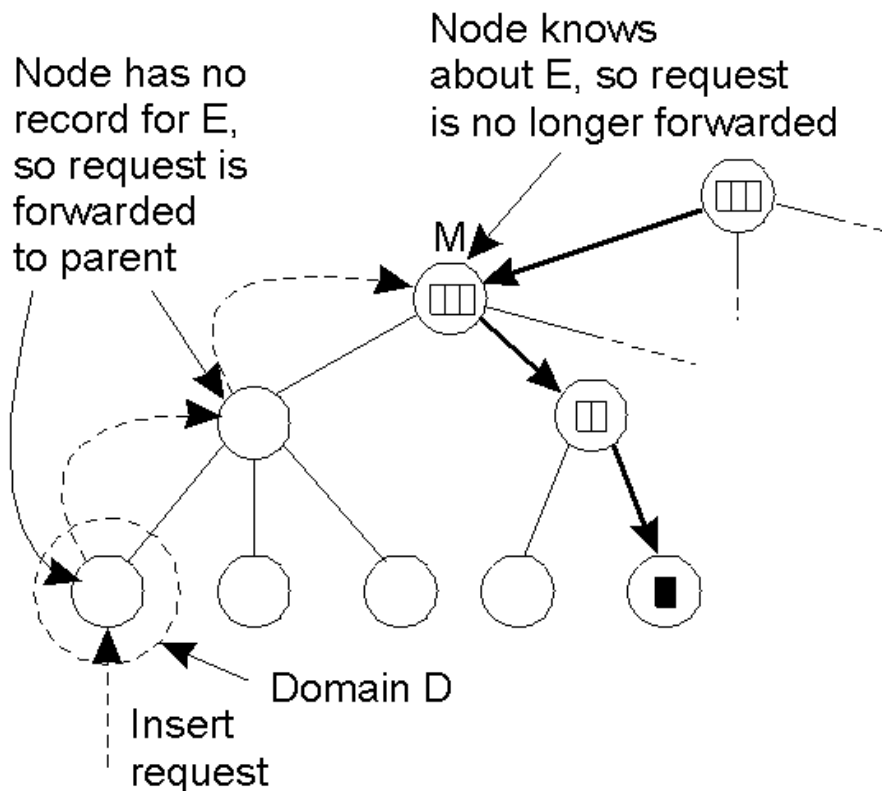 Node has no
record for E,
so request is
forwarded
to parent
Node knows
about E, so request
is no longer forwarded
M
Domain D
Insert
request